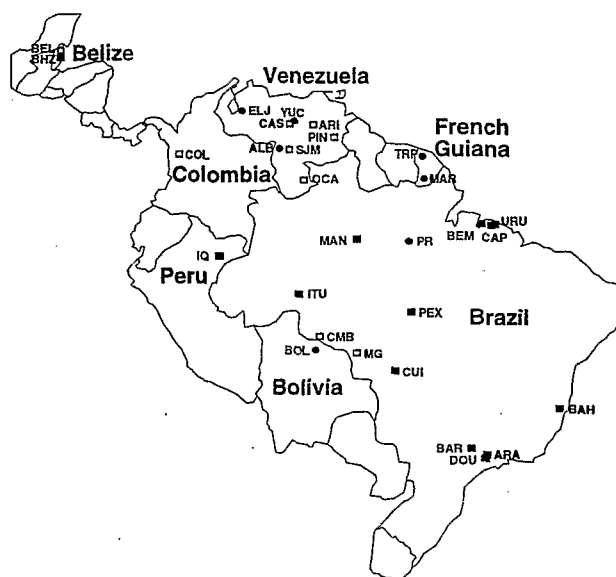 BEL
BHZ
Belize
Venezuela
ELJ
YUC
CAS
ARI
PIN
French
Guiana
COL
ALB
SJM
TRP
Colombia
OCA
MAR
URU
BEM
CAP
MAN
PR
IQ
Peru
ITU
PEX
Brazil
CMB
BOL
MG
CUI
Bolivia
BAH
BAR
ARA
DOU